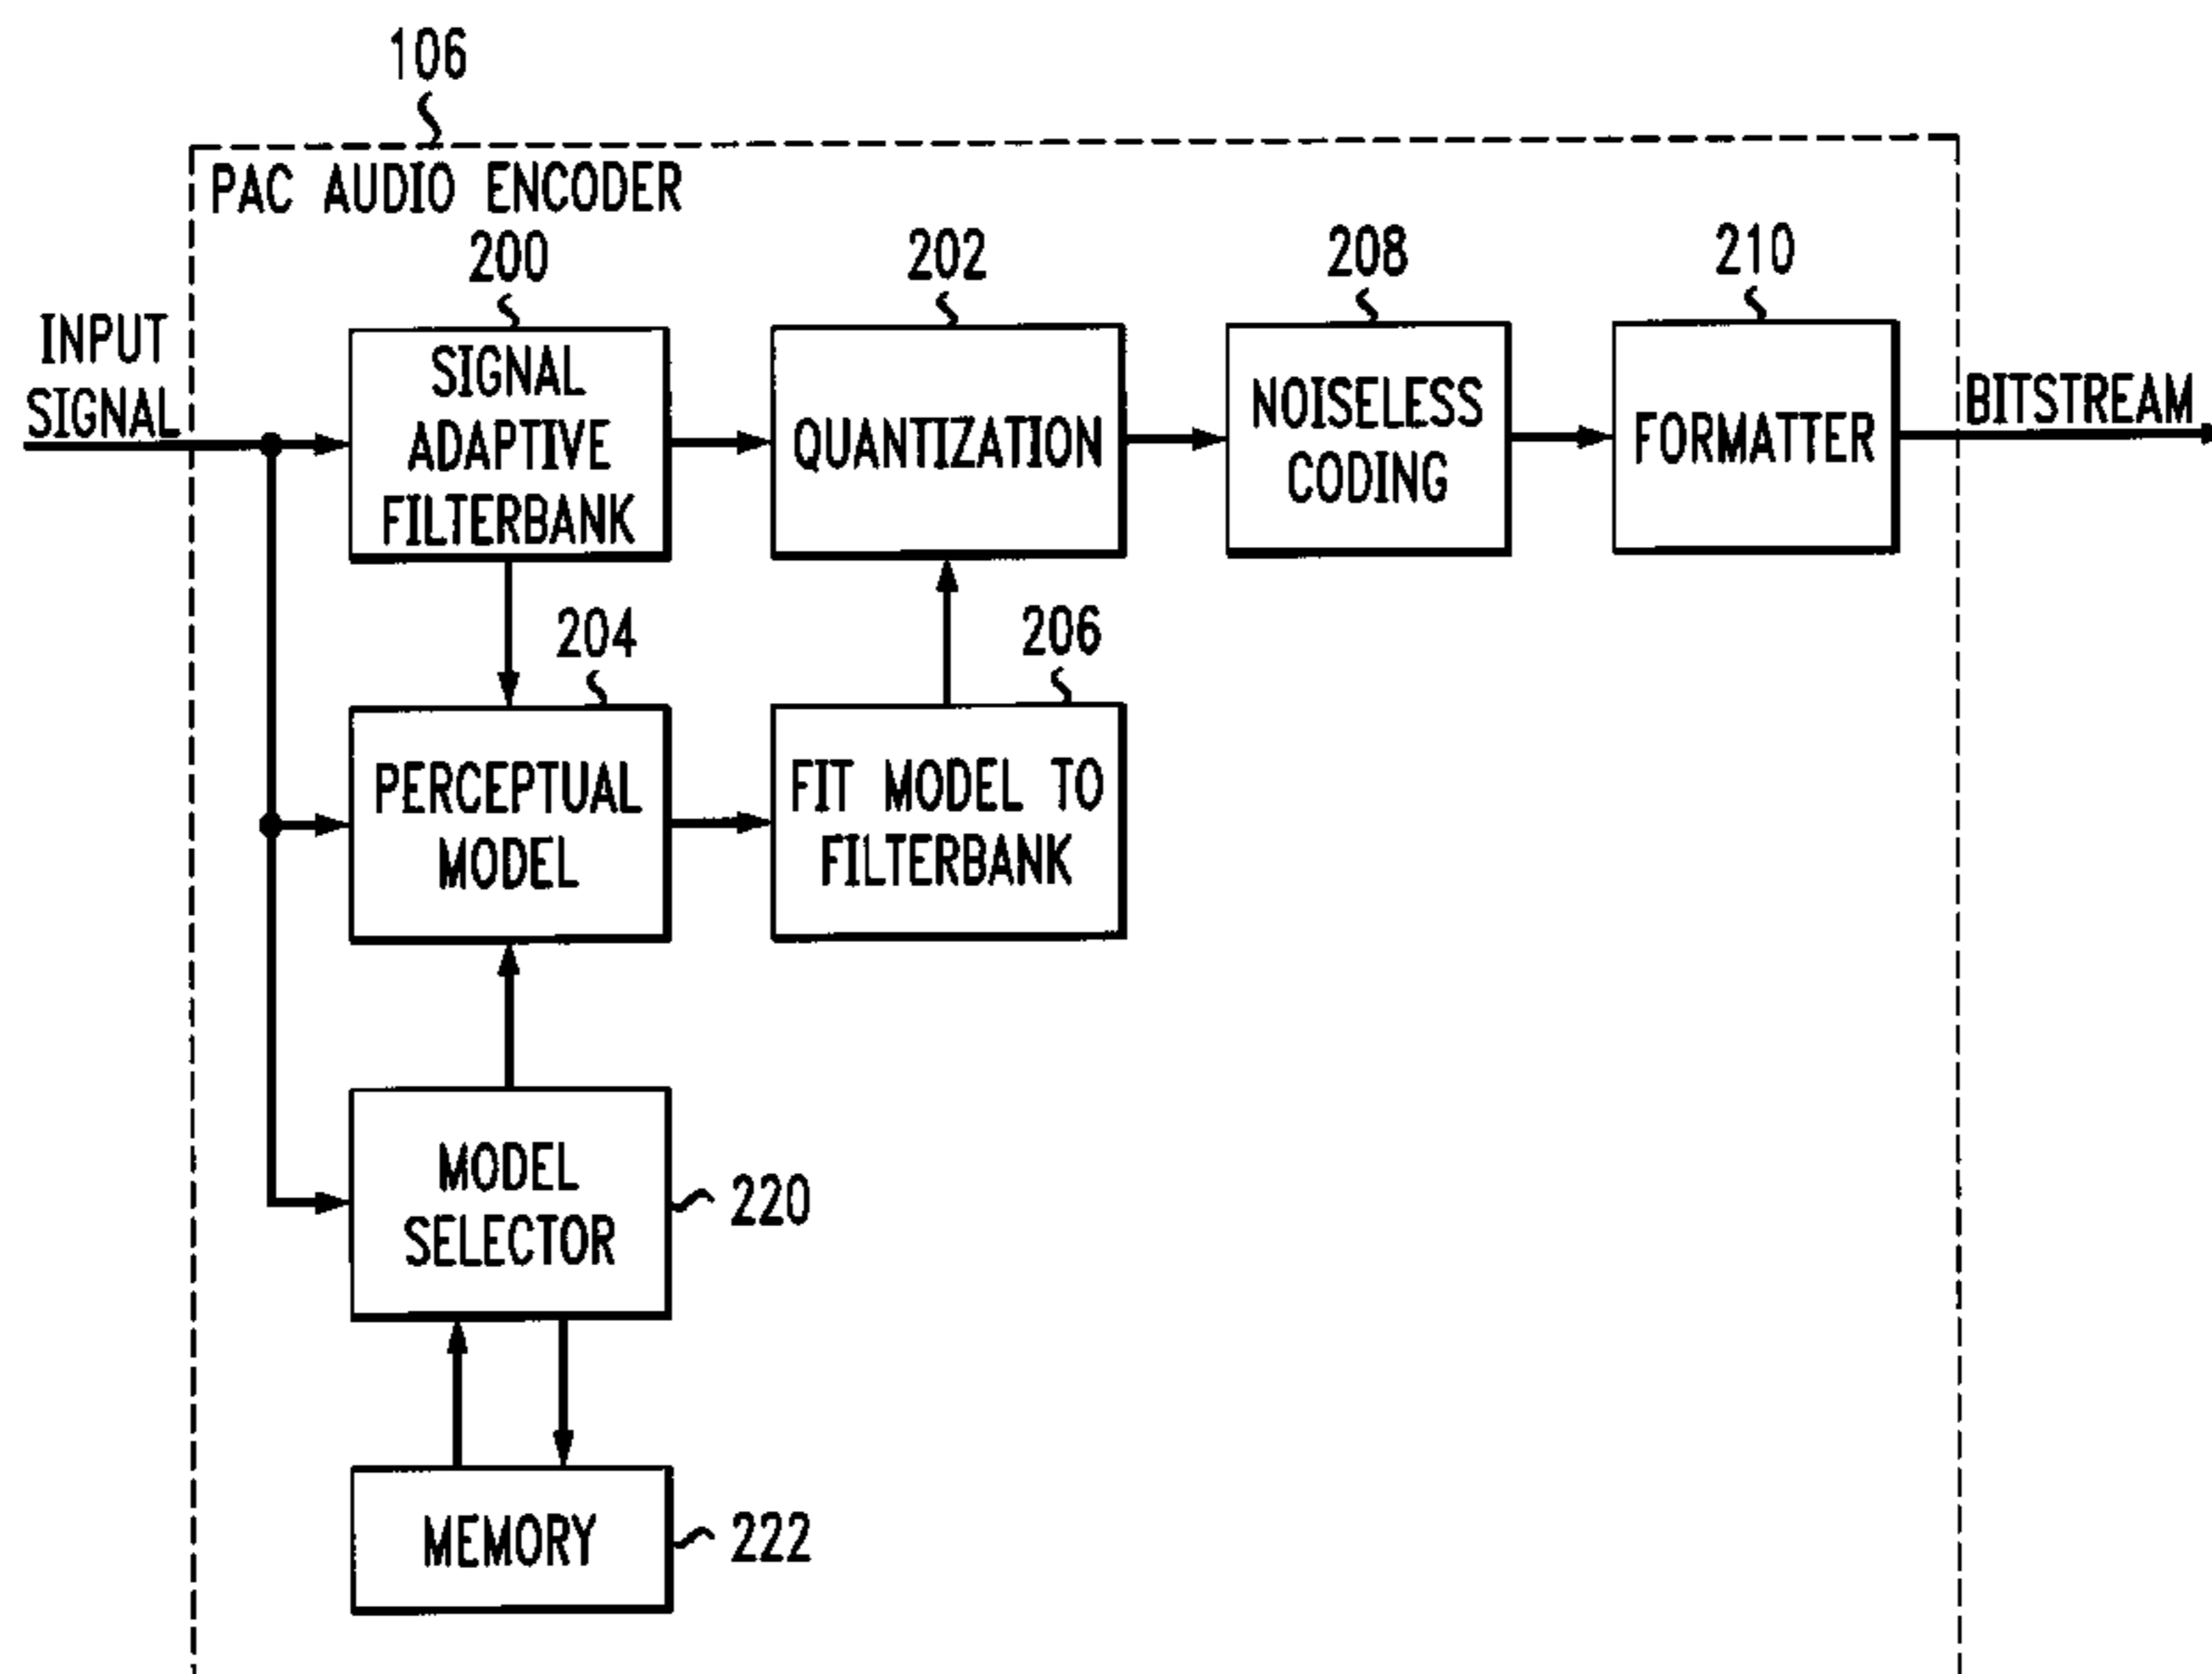 106
PAC AUDIO ENCODER
200
202
208
210
INPUT
SIGNAL
SIGNAL
ADAPTIVE
FILTERBANK
QUANTIZATION
NOISELESS
CODING
FORMATTER
BITSTREAM
204
206
PERCEPTUAL
MODEL
FIT MODEL TO
FILTERBANK
MODEL
SELECTOR
220
MEMORY
222